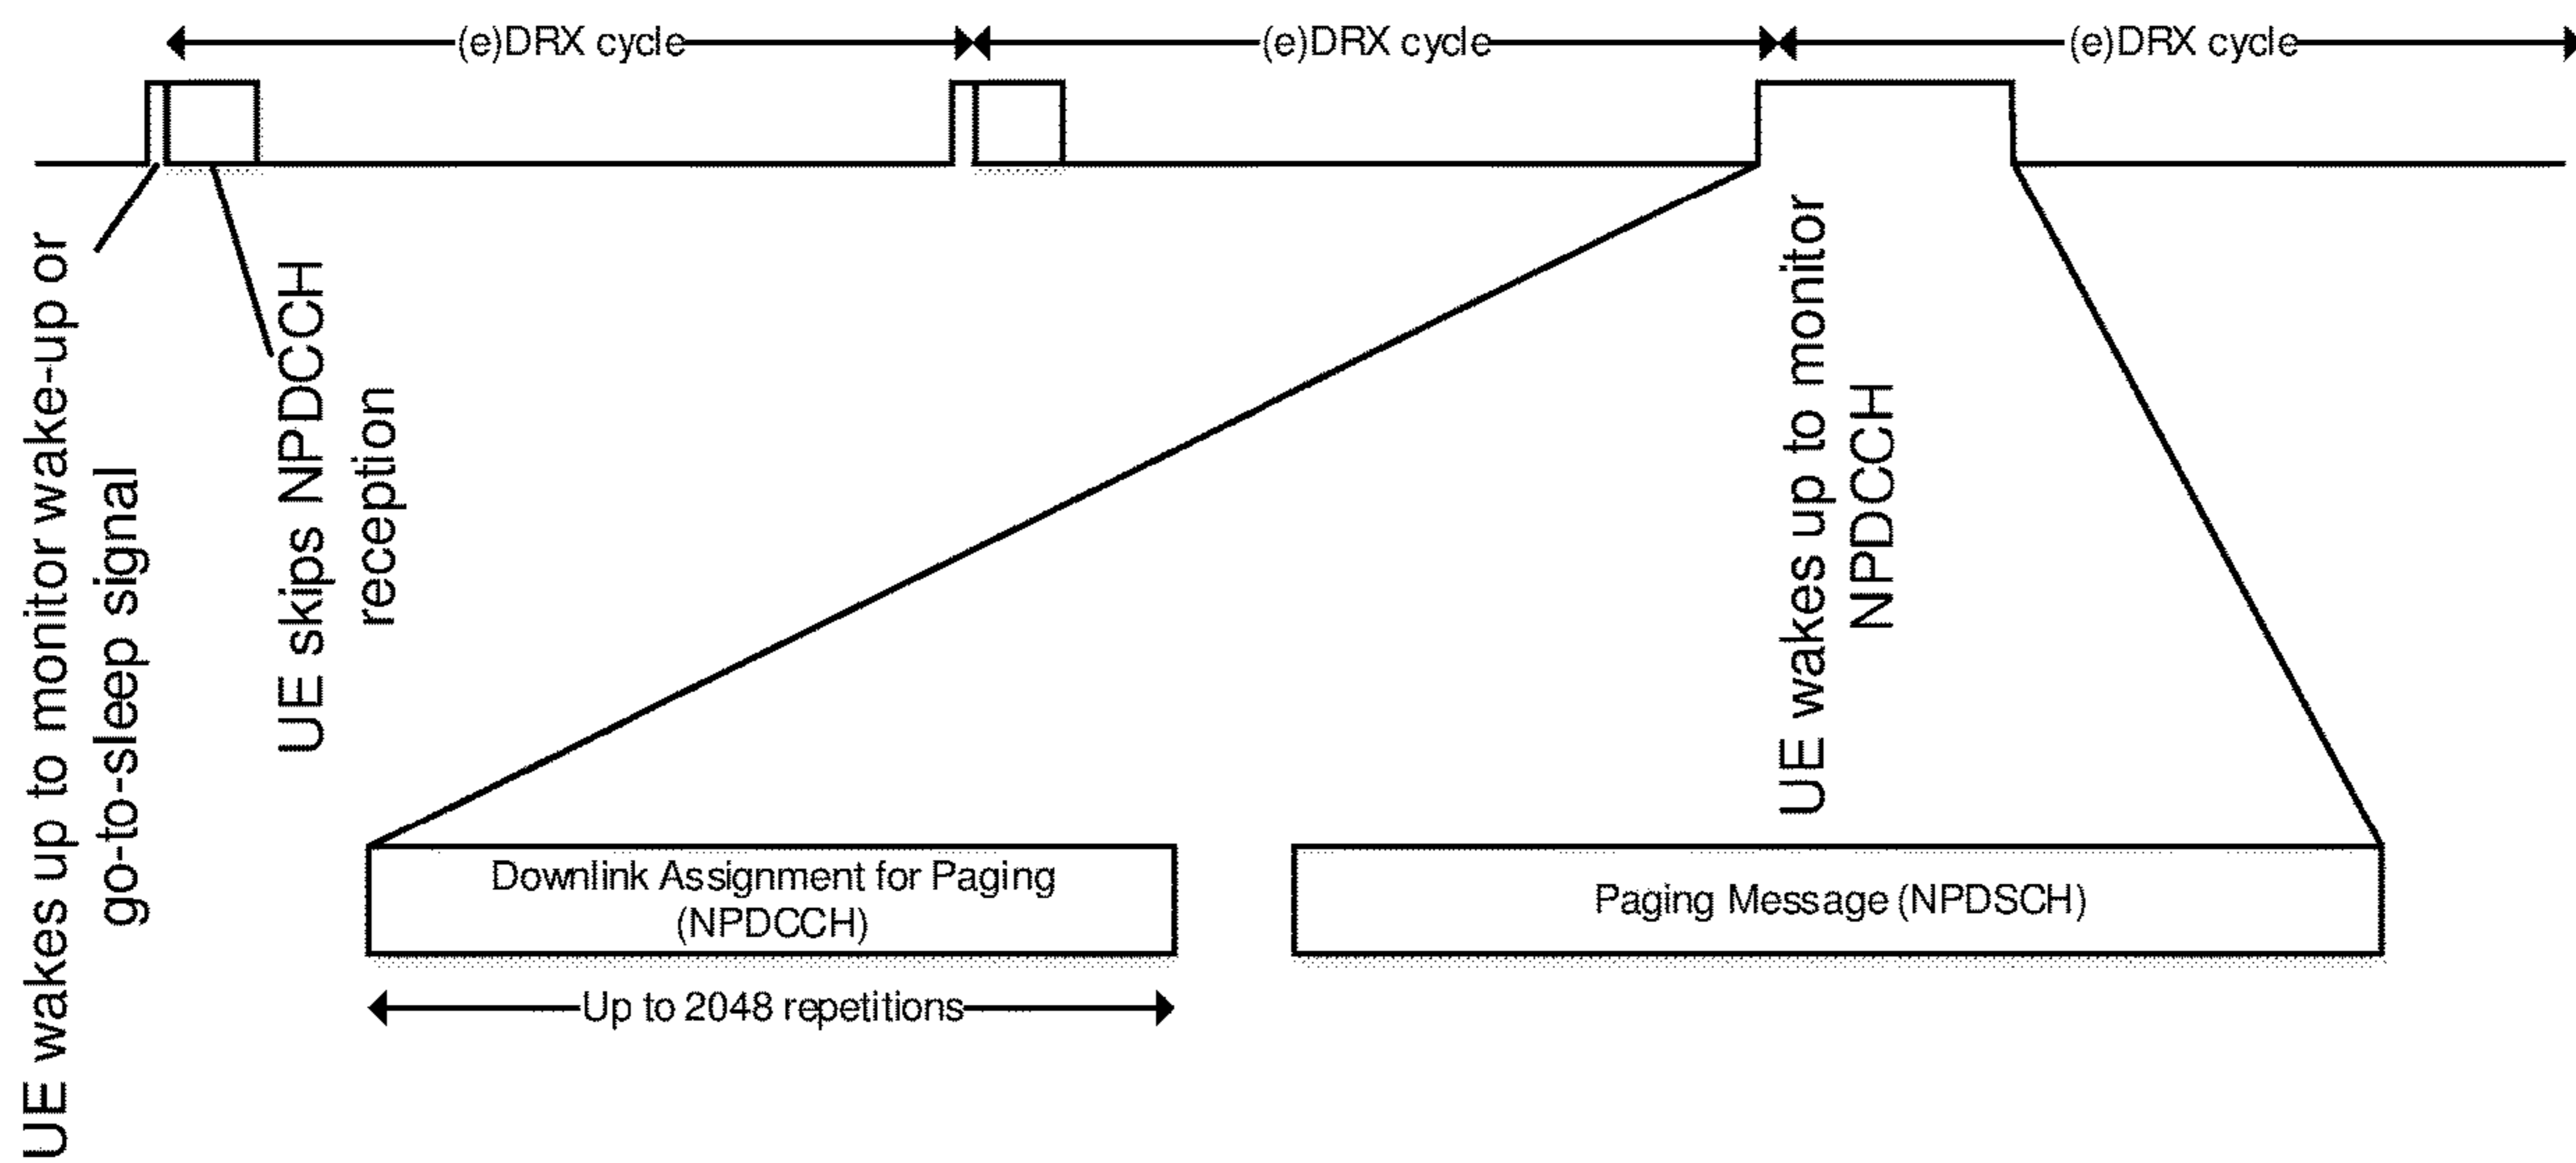 (e)DRX cycle
(e)DRX cycle
(e)DRX cycle
UE wakes up to monitor wake-up or
go-to-sleep signal
UE skips NPDCCH
reception
UE wakes up to monitor
NPDCCH
Downlink Assignment for Paging
(NPDCCH)
Paging Message (NPDSCH)
Up to 2048 repetitions